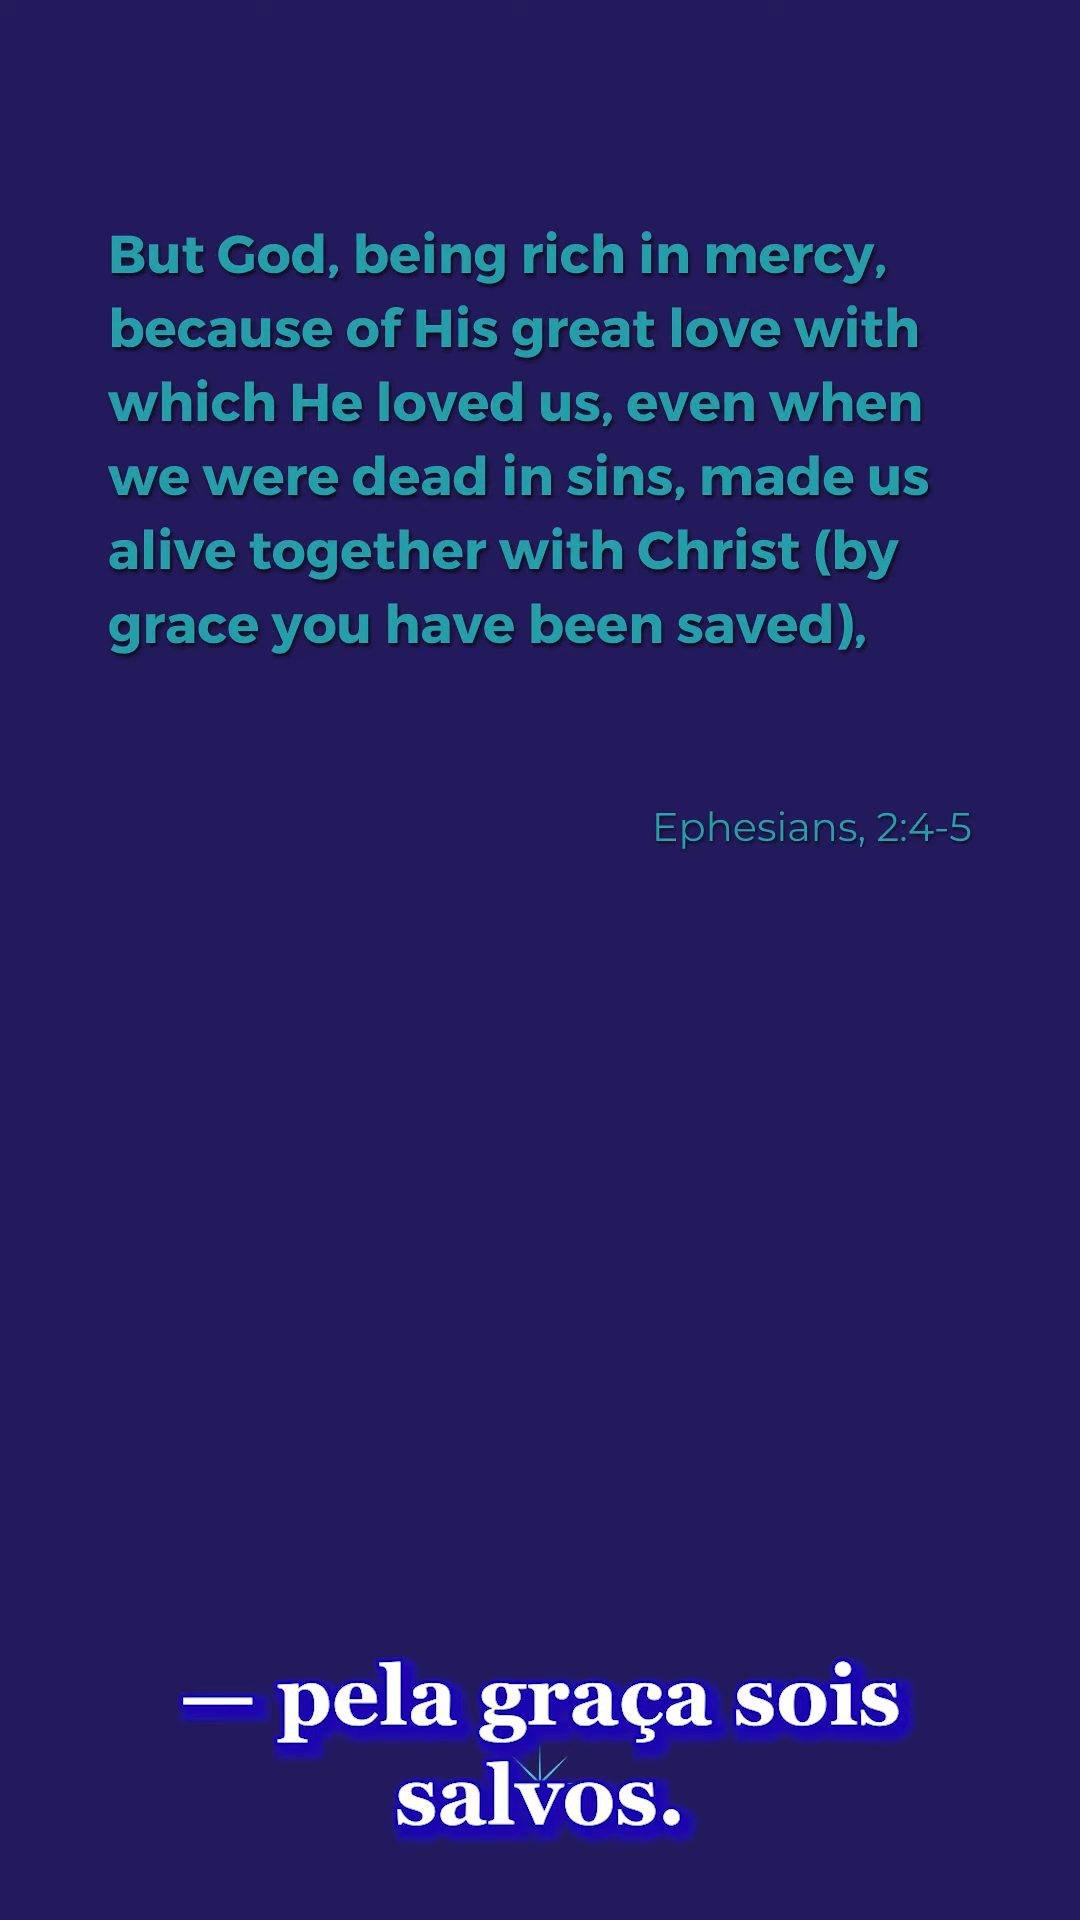 But God, being rich in mercy,
because of His great love with
which He loved us, even when
we were dead in sins, made us
alive together with Christ (by
grace you have been saved),
Ephesians, 2:4-5
— pela graça sois
salvos.